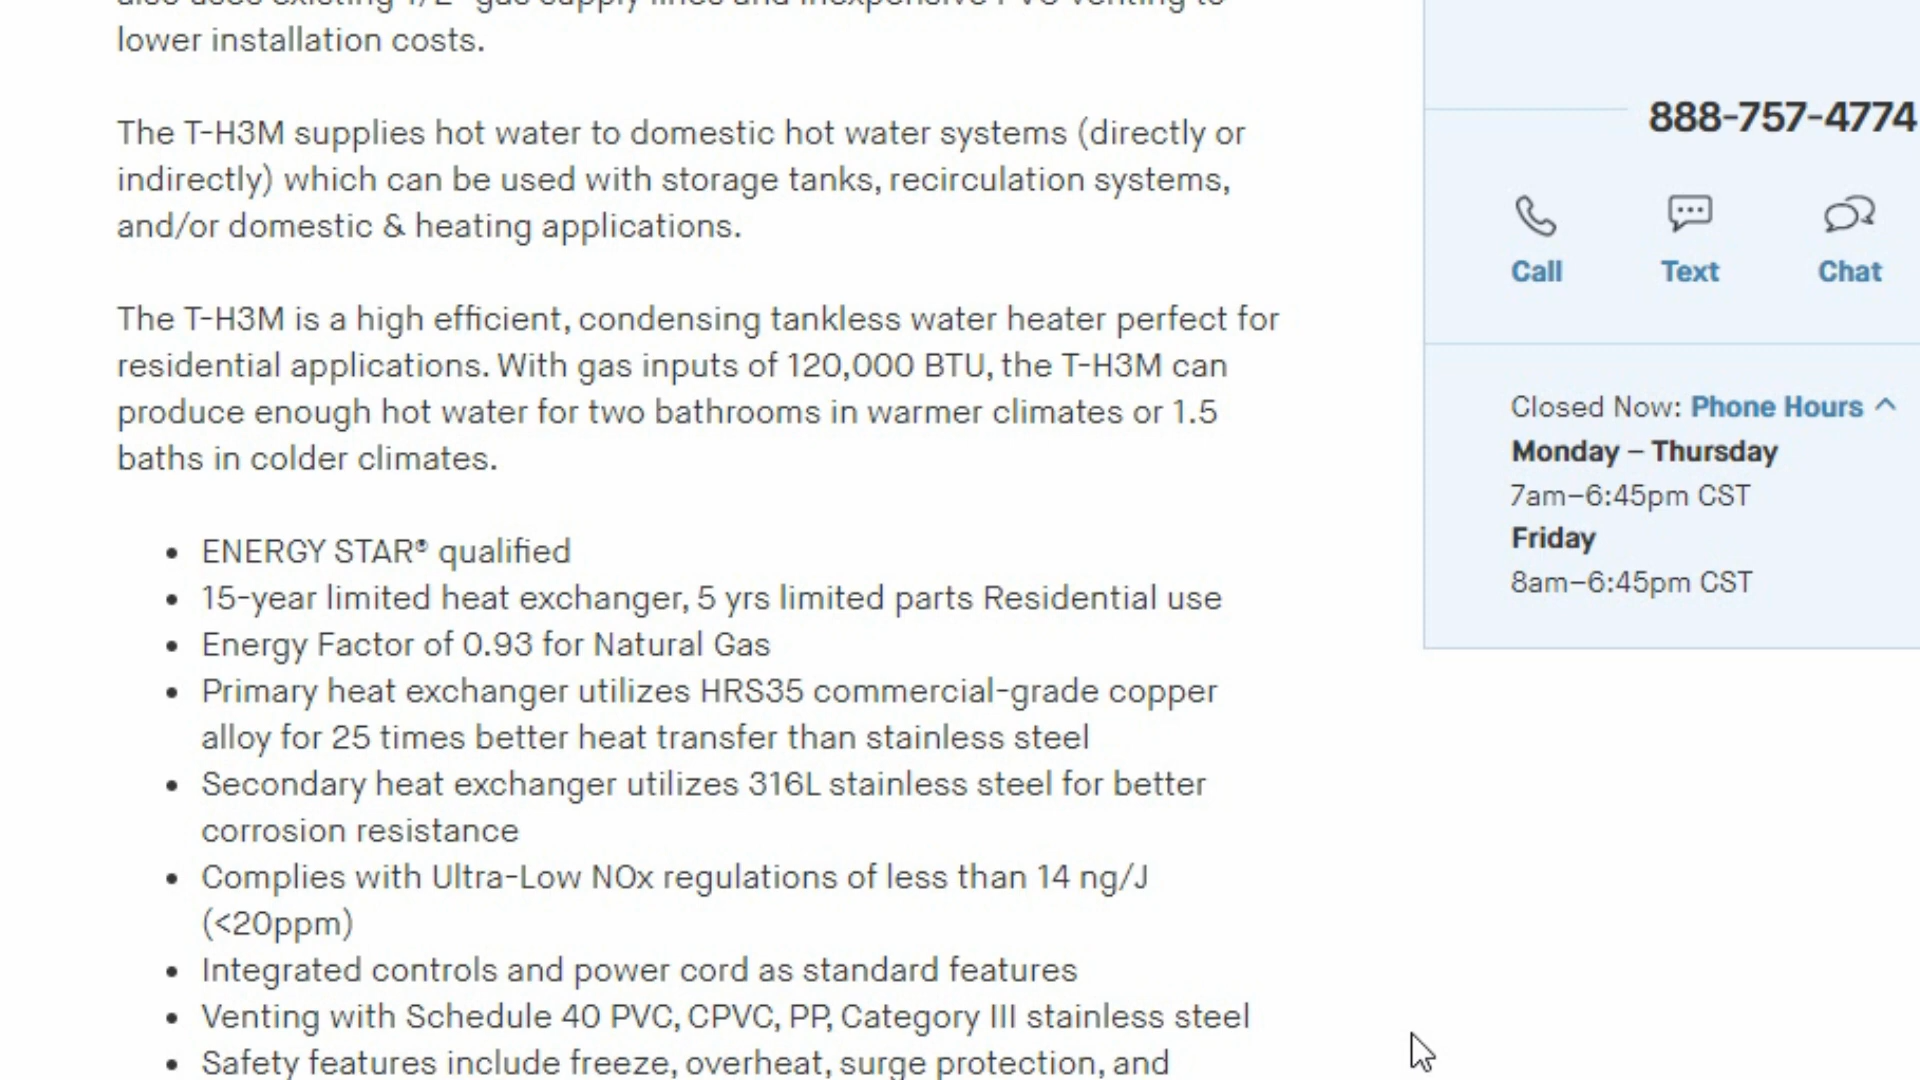 lower installation costs.
The T-H3M supplies hot water to domestic hot water systems (directly or
indirectly) which can be used with storage tanks, recirculation systems,
and/or domestic & heating applications.
The T-H3M is a high efficient, condensing tankless water heater perfect for
residential applications. With gas inputs of 120,000 BTU, the T-H3M can
produce enough hot water for two bathrooms in warmer climates or 1.5
baths in colder climates.
• ENERGY STAR® qualified
• 15-year limited heat exchanger, 5 yrs limited parts Residential use
• Energy Factor of 0.93 for Natural Gas
• Primary heat exchanger utilizes HRS35 commercial-grade copper
alloy for 25 times better heat transfer than stainless steel
• Secondary heat exchanger utilizes 316L stainless steel for better
corrosion resistance
• Complies with Ultra-Low NOx regulations of less than 14 ng/J
(<20ppm)
• Integrated controls and power cord as standard features
• Venting with Schedule 40 PVC, CPVC, PP, Category III stainless steel
• Safety features include freeze, overheat, surge protection, and
888-757-4774
Call Text Chat
Closed Now: Phone Hours
Monday – Thursday
7am–6:45pm CST
Friday
8am–6:45pm CST